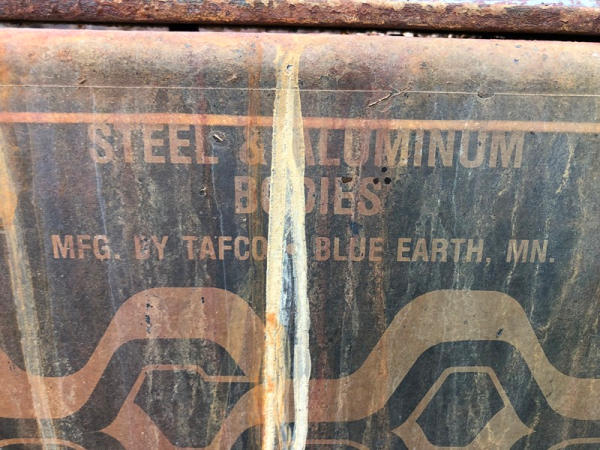 STEEL & ALUMINUM
BODIES
MFG. BY TAFCO • BLUE EARTH, MN.